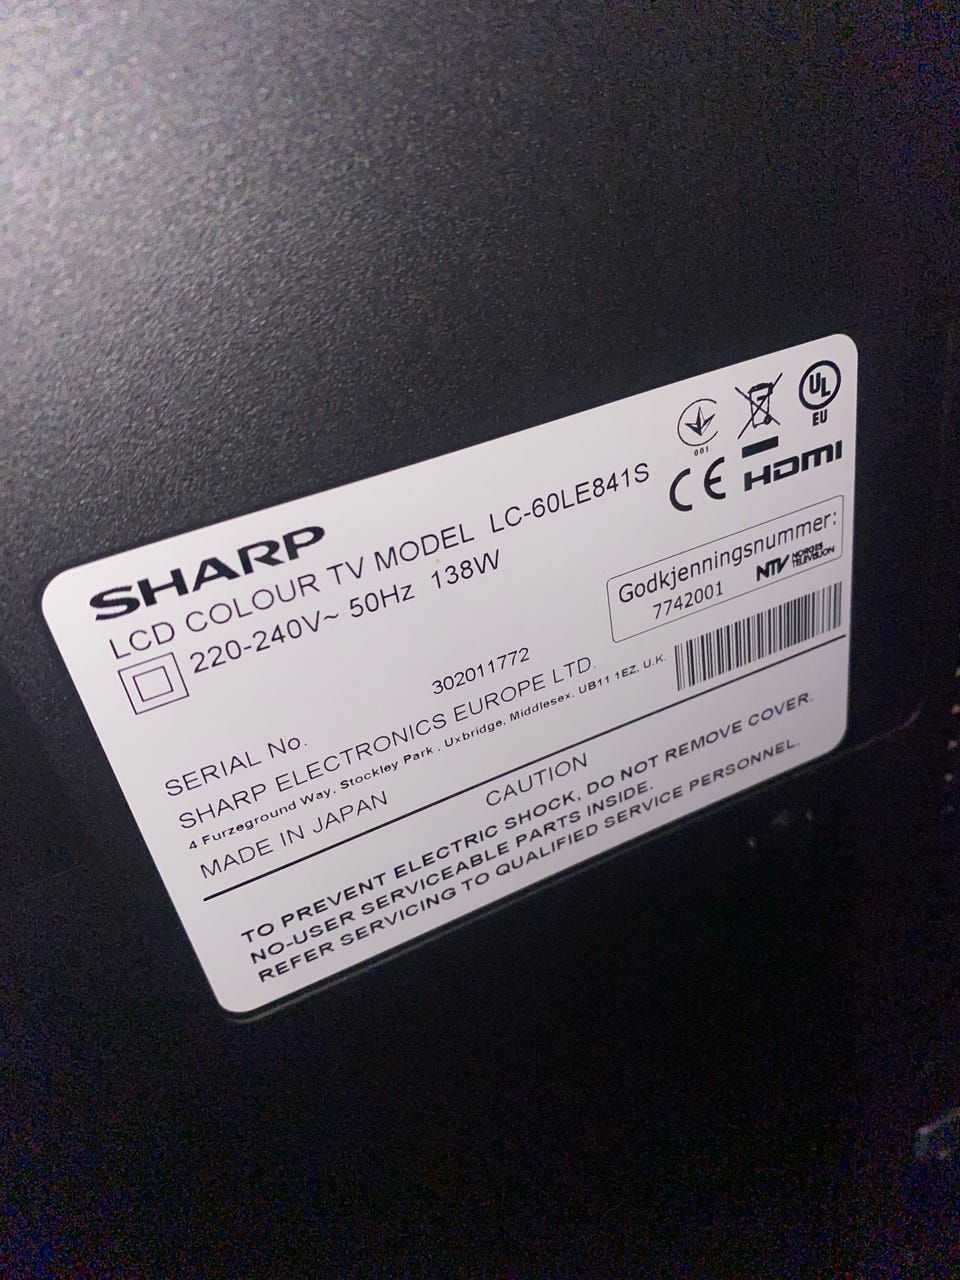 SHARP
LCD COLOUR TV MODEL LC-60LE841S
220-240V~ 50Hz 138W
001
UL
EU
CE HDMI
Godkjenningsnummer:
7742001 NTV NORGES TELEVISJON
SERIAL No. 302011772
SHARP ELECTRONICS EUROPE LTD.
4 Furzeground Way, Stockley Park . Uxbridge, Middlesex, UB11 1EZ, U.K.
MADE IN JAPAN
CAUTION
TO PREVENT ELECTRIC SHOCK, DO NOT REMOVE COVER.
NO-USER SERVICEABLE PARTS INSIDE.
REFER SERVICING TO QUALIFIED SERVICE PERSONNEL.